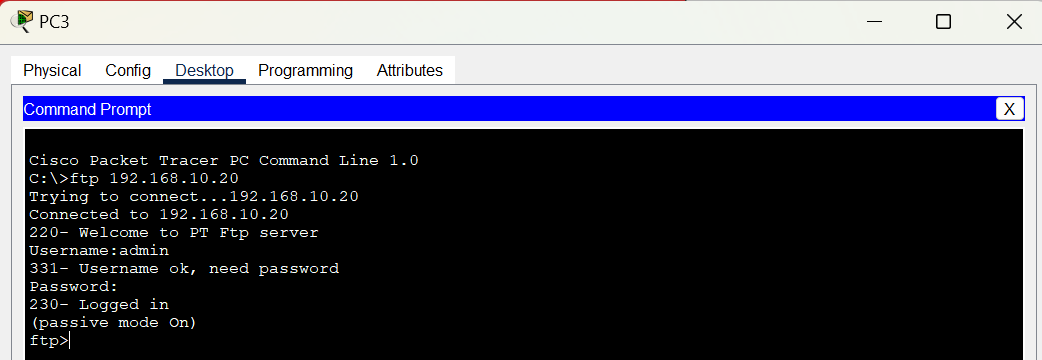 PC3
Physical Config Desktop Programming Attributes
Command Prompt X
Cisco Packet Tracer PC Command Line 1.0
C:\>ftp 192.168.10.20
Trying to connect...192.168.10.20
Connected to 192.168.10.20
220- Welcome to PT Ftp server
Username:admin
331- Username ok, need password
Password:
230- Logged in
(passive mode On)
ftp>